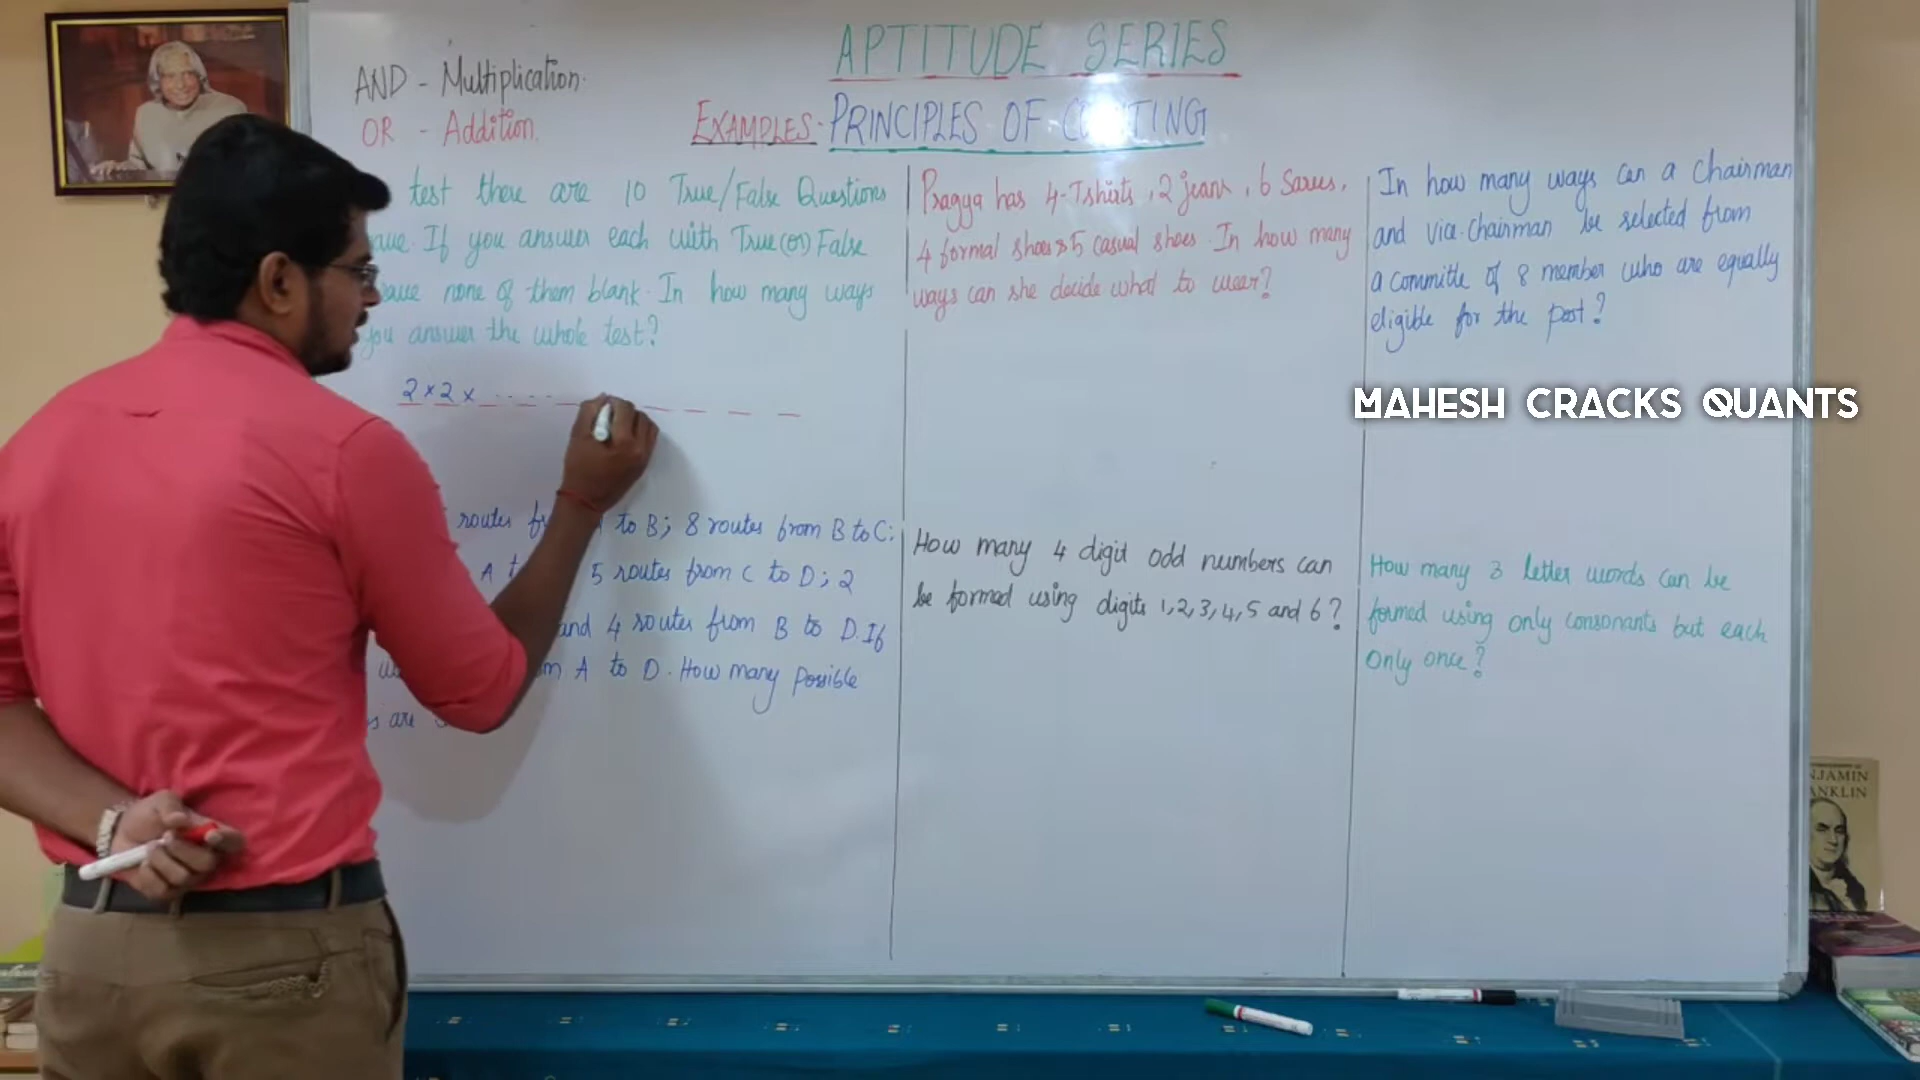 APTITUDE SERIES
AND - Multiplication.
OR - Addition.
EXAMPLES- PRINCIPLES OF
test there are 10 True/False Questions
If you answer each with True(or) False
none of them blank. In how many ways
you answer the whole test?
2 × 2 × .....
routes to B; 8 routes from B to C;
A 5 routes from C to D; 2
and 4 routes from B to D. If
A to D. How many possible
are
Pragya has 4-Tshirts, 2 jeans, 6 Sarees,
4 formal shoes & 5 casual shoes. In how many
ways can she decide what to wear?
How many 4 digit odd numbers can
be formed using digits 1,2,3,4,5 and 6?
In how many ways can a Chairman
and vice-chairman be selected from
a committe of 8 member who are equally
eligible for the post?
MAHESH CRACKS QUANTS
How many 3 letter words can be
formed using only consonants but each
only once?
NJAMIN
ANKLIN